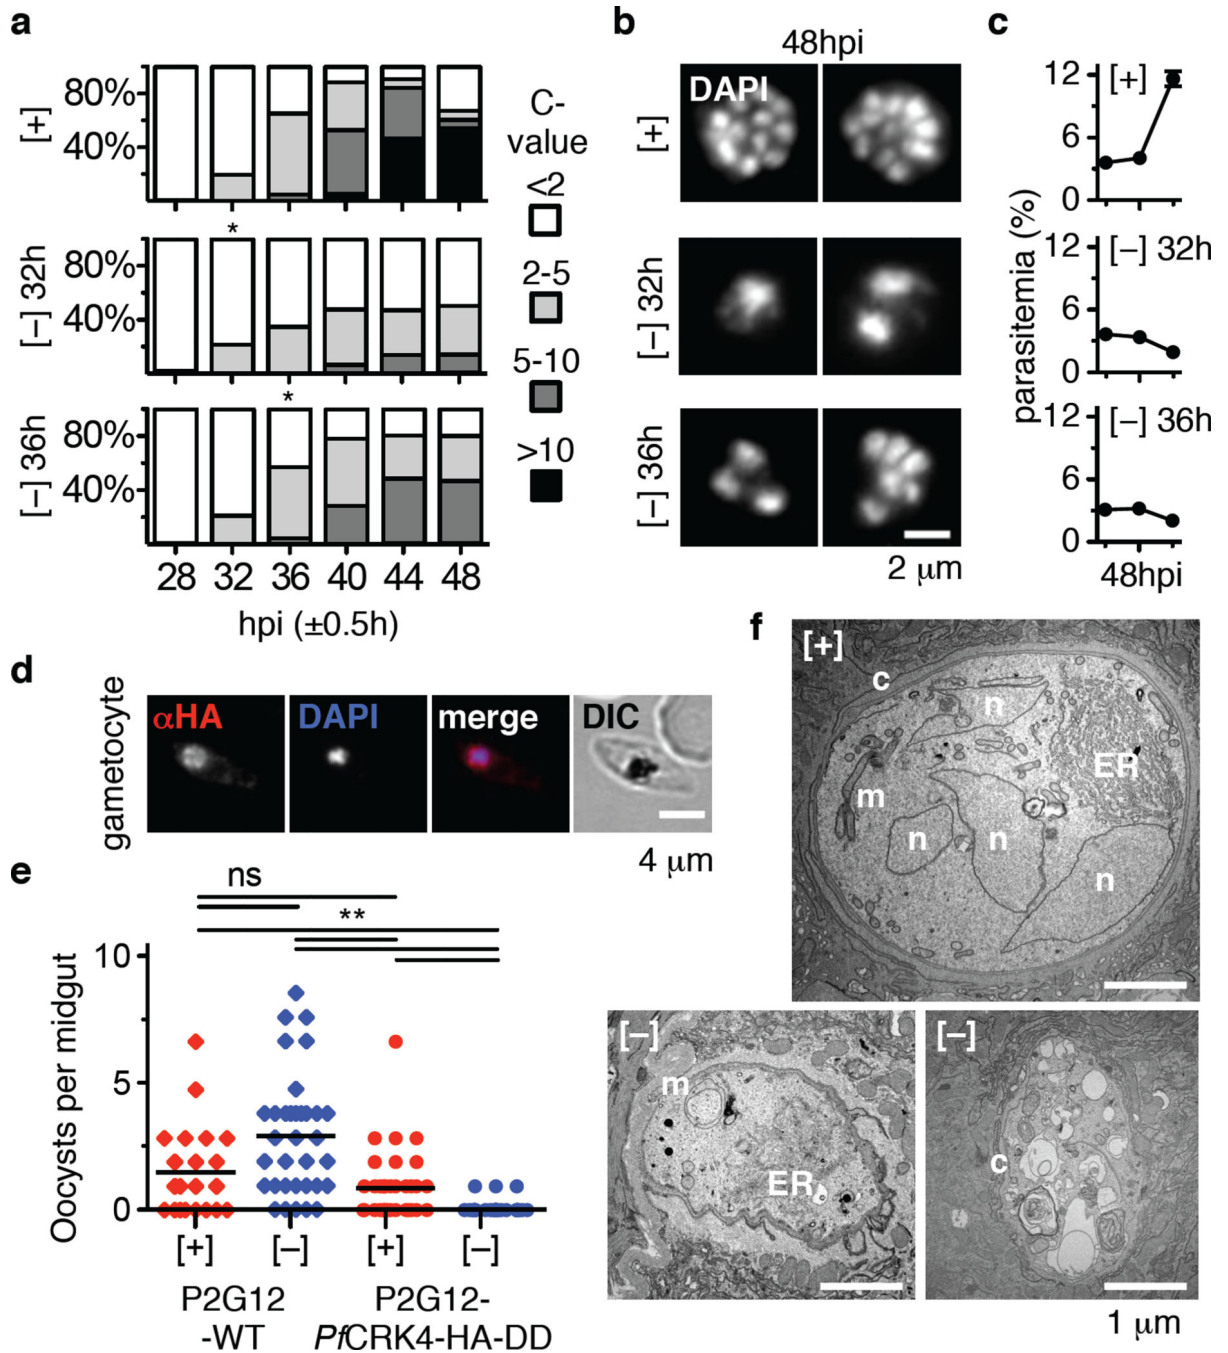 a
[+]
80%
40%
*
[–] 32h
80%
40%
*
[–] 36h
80%
40%
28 32 36 40 44 48
hpi (±0.5h)
C-
value
<2
2-5
5-10
>10
b
48hpi
DAPI
[+]
[–] 32h
[–] 36h
2 µm
c
parasitemia (%)
12
6
0
[+]
12
6
0
[–] 32h
12
6
0
[–] 36h
48hpi
d
gametocyte
αHA DAPI merge DIC
4 µm
e
ns
**
Oocysts per midgut
10
5
0
[+] [–] [+] [–]
P2G12
-WT
P2G12-
PfCRK4-HA-DD
f
[+]
c
n
ER
m
n
n
n
[–]
m
ER
[–]
c
1 µm